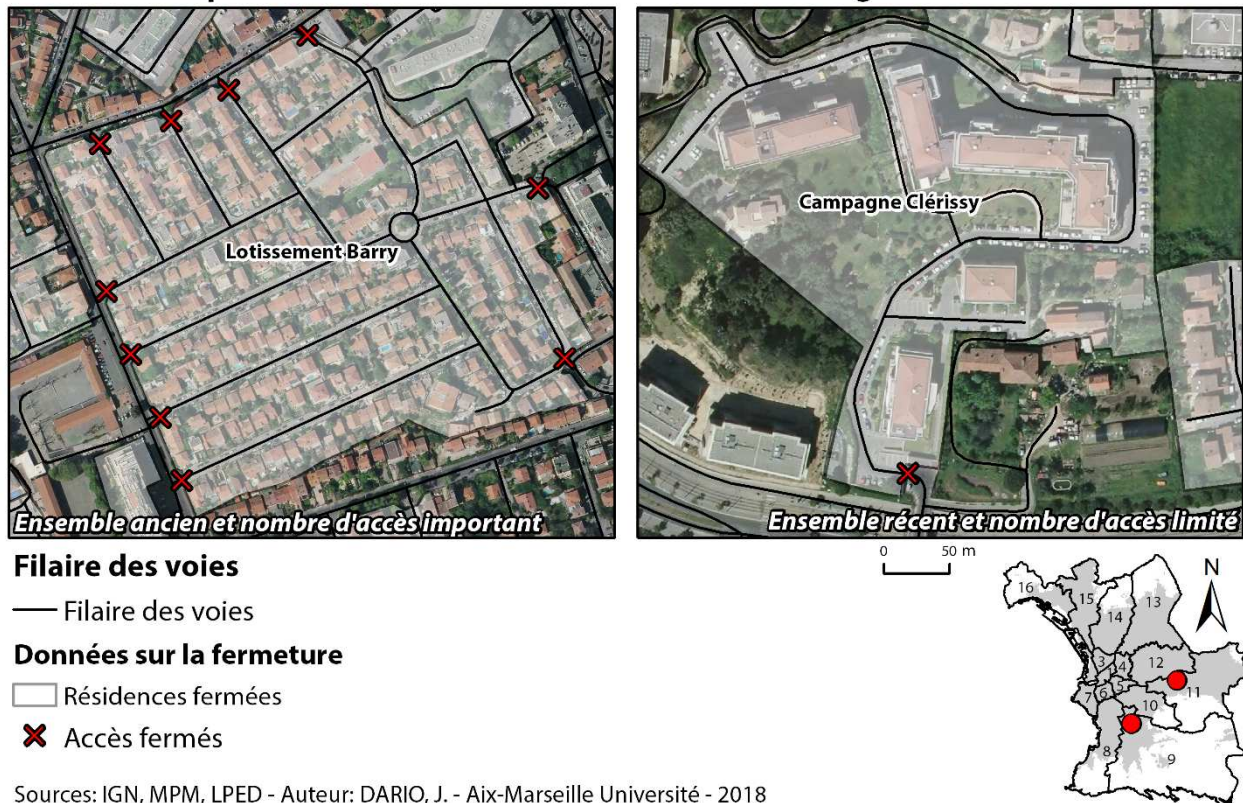 Lotissement Barry
Ensemble ancien et nombre d'accès important
Campagne Clérissy
Ensemble récent et nombre d'accès limité
Filaire des voies
Filaire des voies
Données sur la fermeture
Résidences fermées
Accès fermés
0 50 m
N
16
15
14
13
3
4
12
5
7
6
10
11
8
9
Sources: IGN, MPM, LPED - Auteur: DARIO, J. - Aix-Marseille Université - 2018